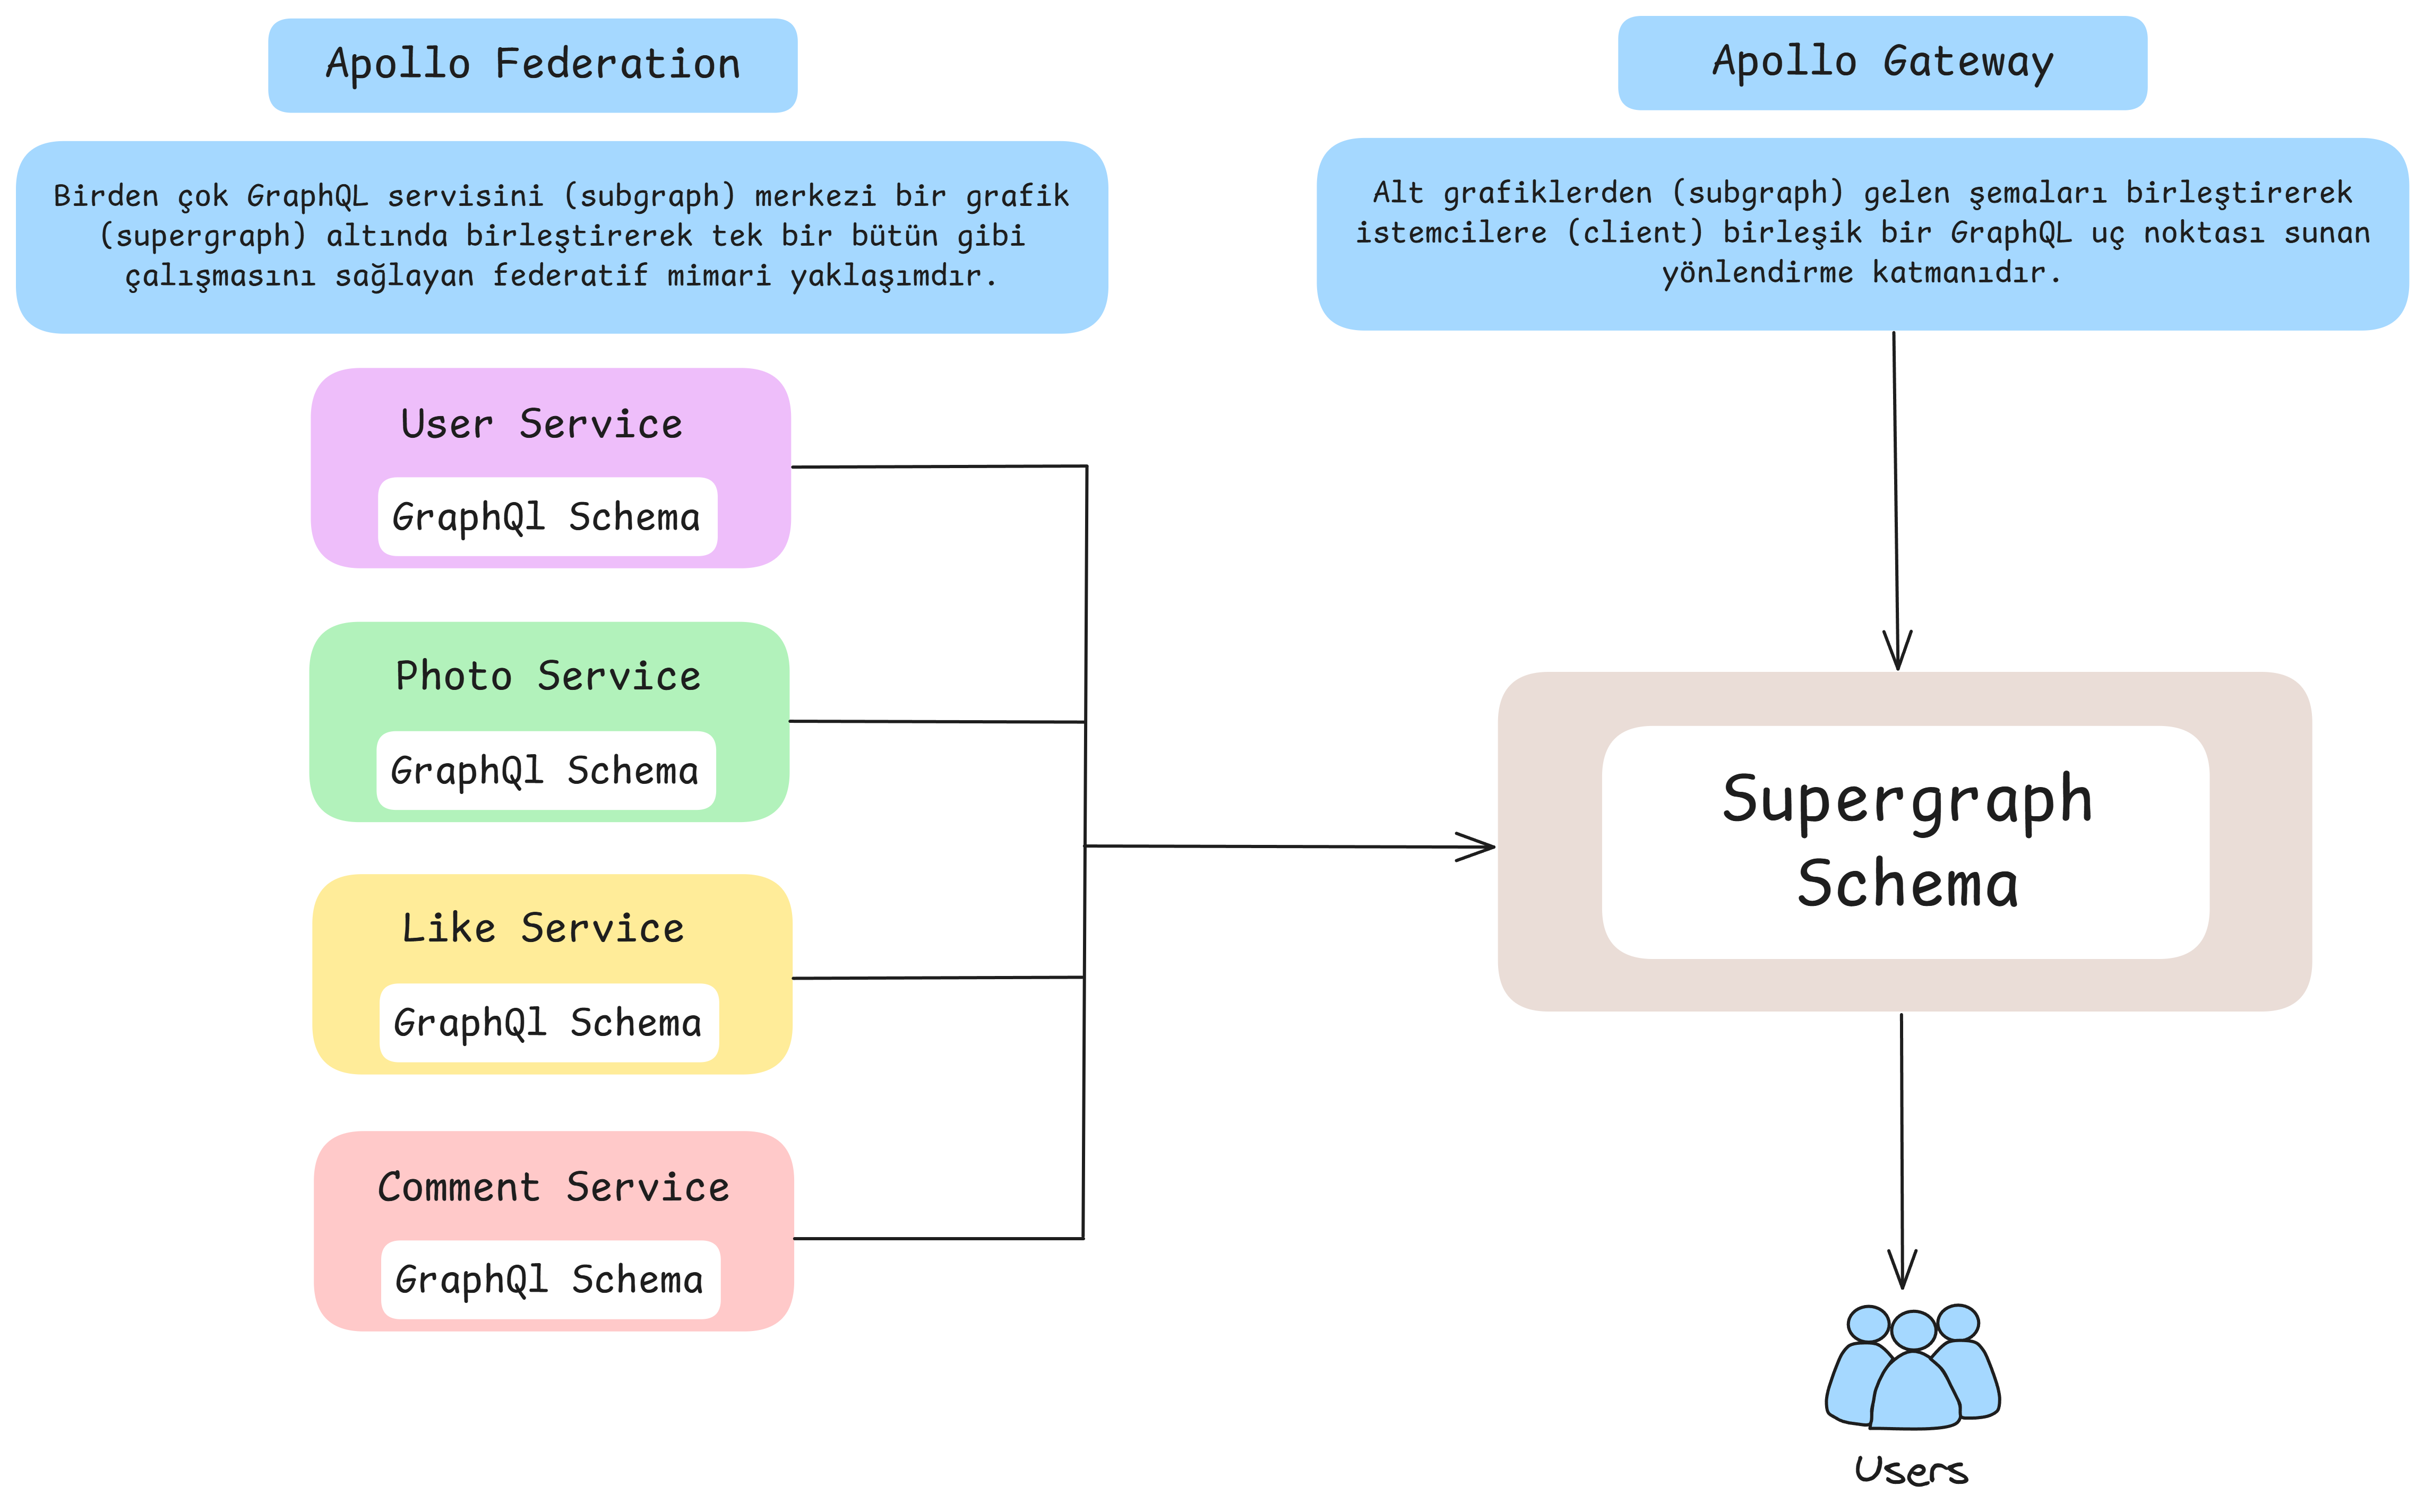 Apollo Federation
Birden çok GraphQL servisini (subgraph) merkezi bir grafik
(supergraph) altında birleştirerek tek bir bütün gibi
çalışmasını sağlayan federatif mimari yaklaşımdır.
User Service
GraphQl Schema
Photo Service
GraphQl Schema
Like Service
GraphQl Schema
Comment Service
GraphQl Schema
Apollo Gateway
Alt grafiklerden (subgraph) gelen şemaları birleştirerek
istemcilere (client) birleşik bir GraphQL uç noktası sunan
yönlendirme katmanıdır.
Supergraph
Schema
Users